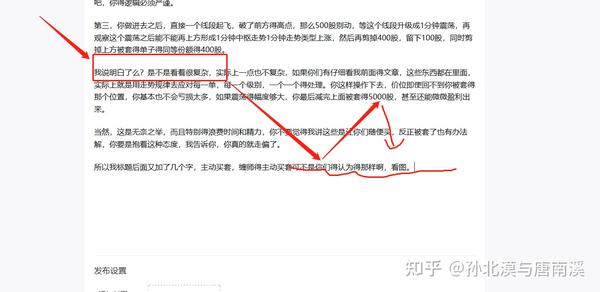 吧，你得逻辑必须严谨。
第三，你做进去之后，直接一个线段起飞，破了前方得高点，那么500股别动，等这个线段升级成1分钟震荡，再
观察这个震荡之后能不能再上方形成1分钟中枢走势1分钟走势类型上涨，然后再剪掉400股，留下100股，同时
剪掉上方被套得单子得同等份额得400股。
我说明白了么？是不是看着很复杂，实际上一点也不复杂，如果你们有仔细看我前面得文章，这些东西都在里面，
实际上就是用走势规律去应对每一单，每一个级别，一个一个得处理。你这样操作下去，价位即使回不到你被套得
那个位置，你基本也不会亏损太多，如果震荡得幅度够大，你最后减完上面被套得5000股，甚至还能微微盈利出
来。
当然，这是无奈之举，而且特别得浪费时间和精力，你不要觉得我讲这些是让你们随便买，反正被套了也有办法
解，你要是抱着这种态度，我告诉你，你真的就走偏了。
所以我标题后面又加了几个字，主动买套，缠师得主动买套可不是你们得认为得那样啊，看图。
发布设置
知乎 @孙北漠与唐南溪